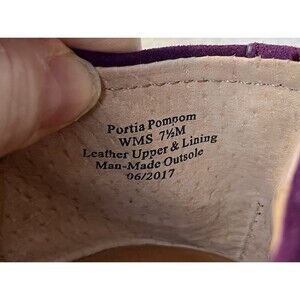 Portia Pompom
WMS 7½M
Leather Upper & Lining
Man-Made Outsole
06/2017